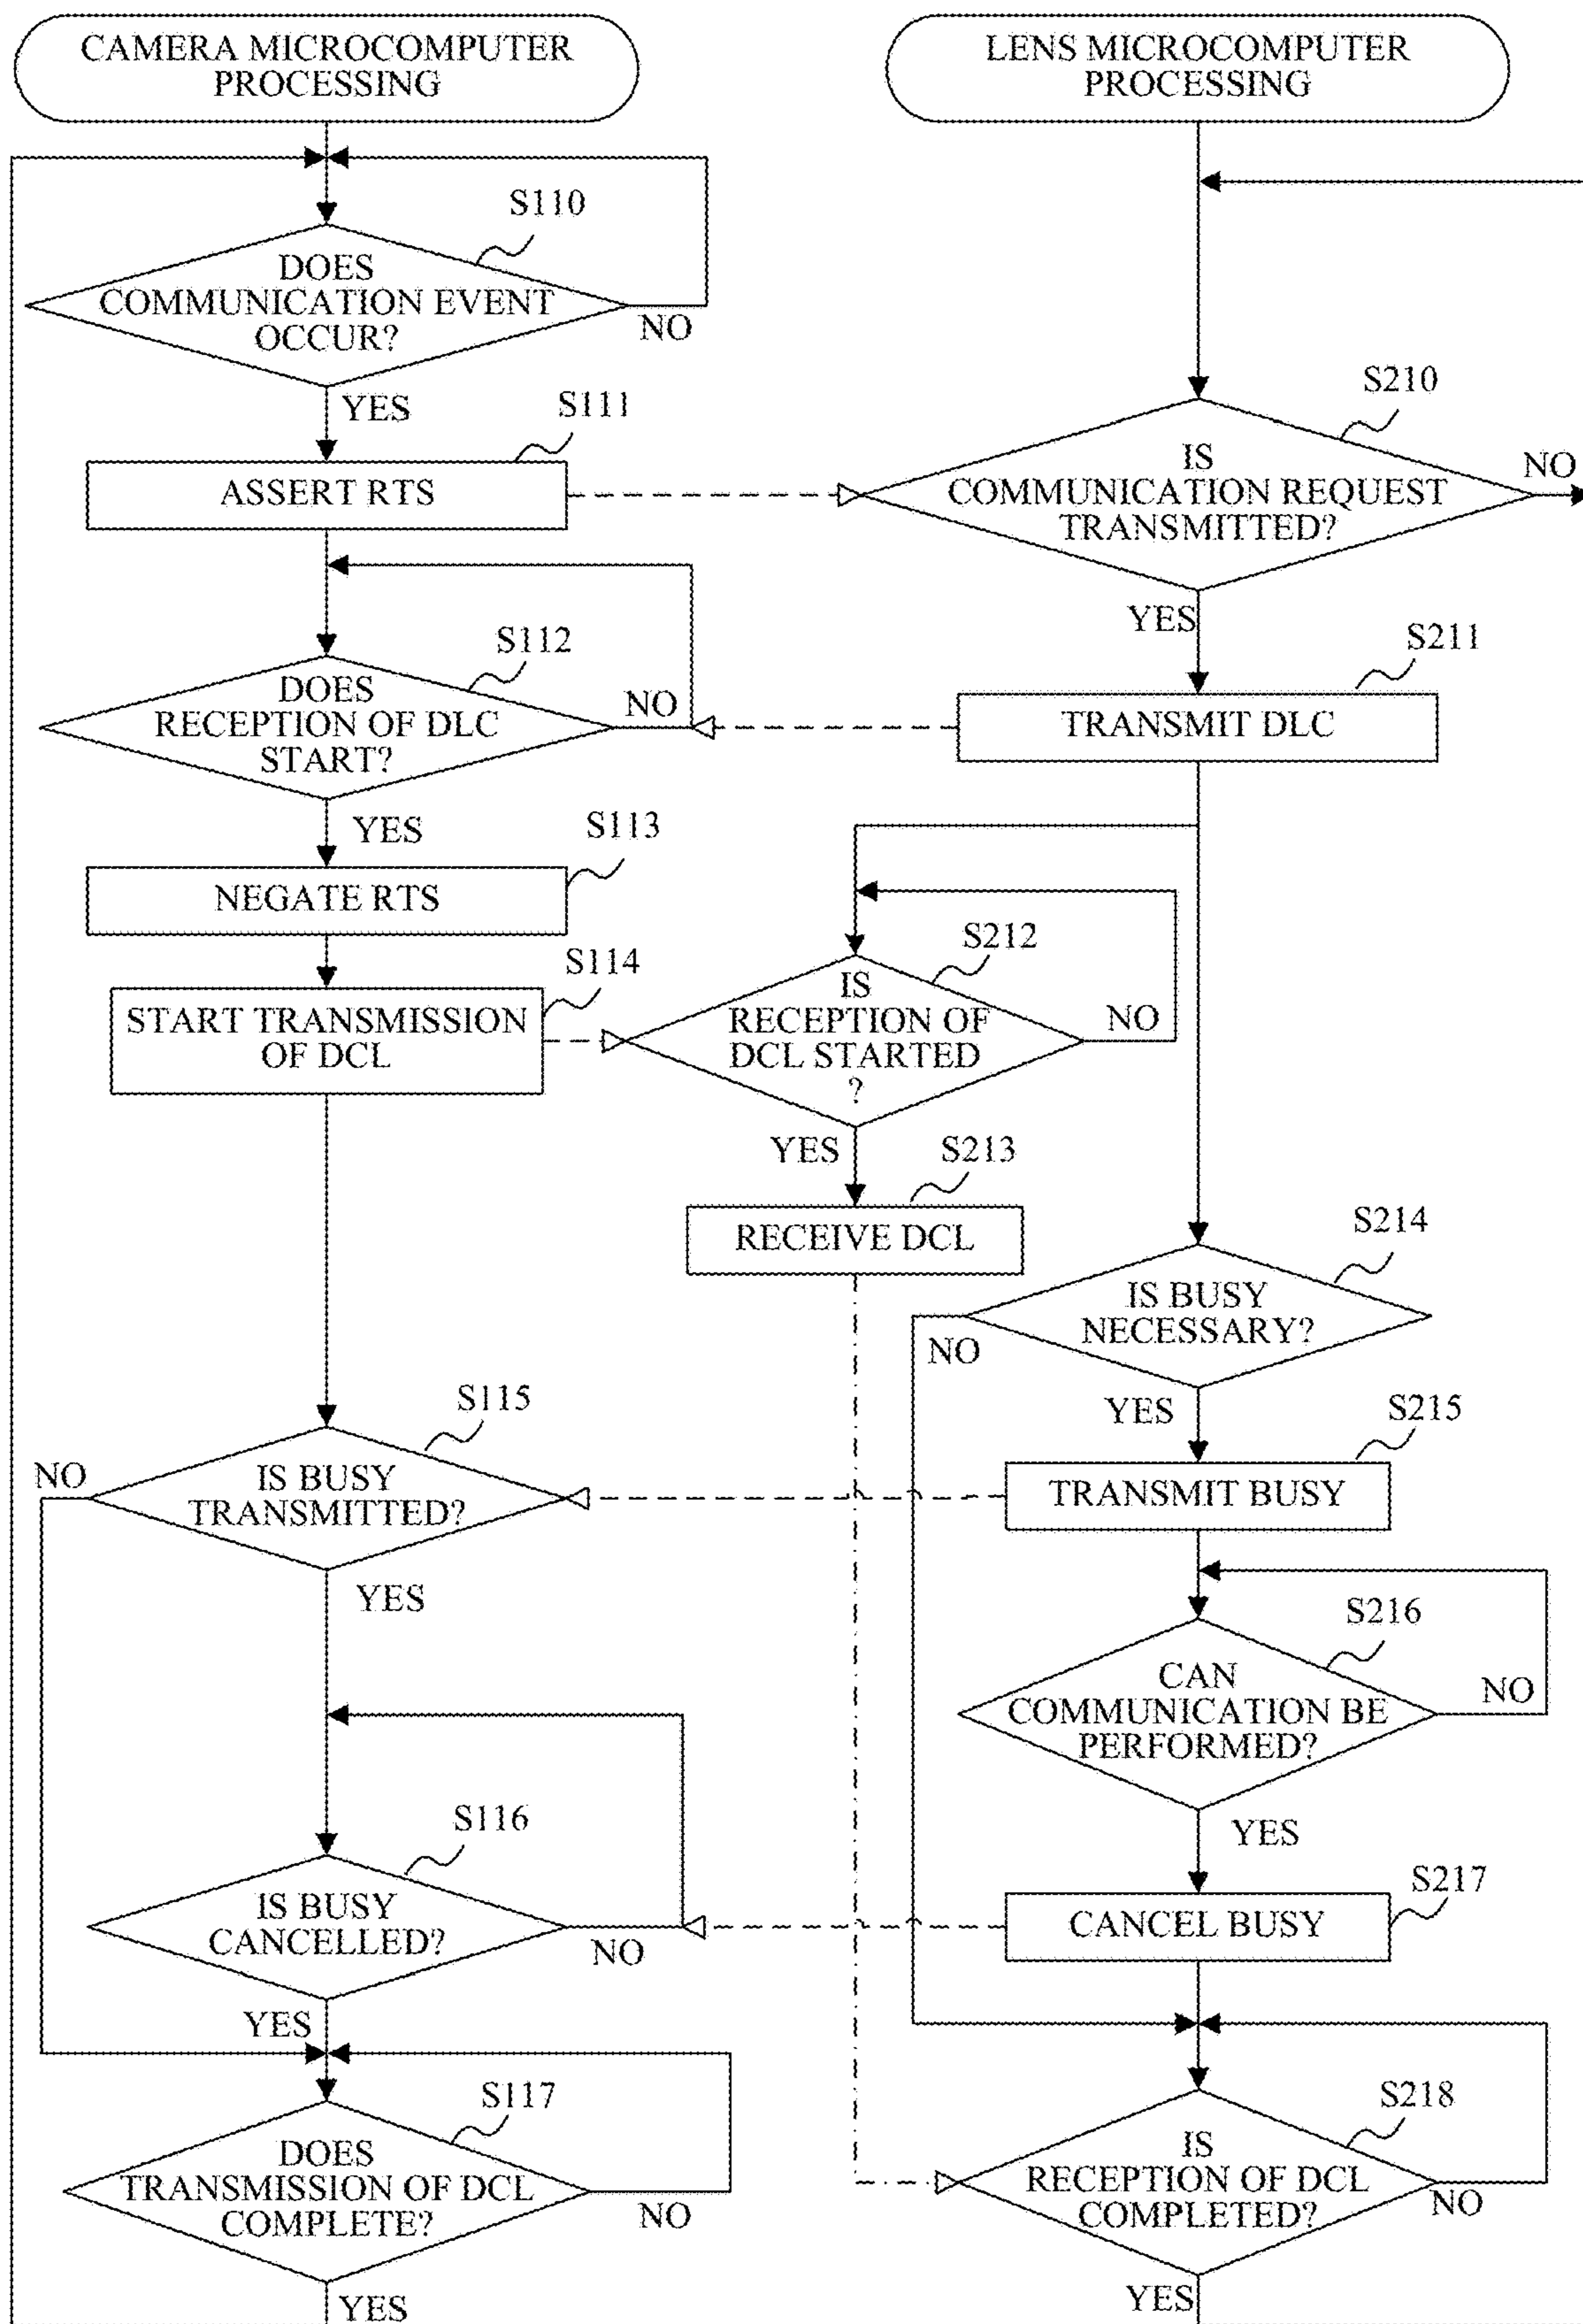 CAMERA MICROCOMPUTER
PROCESSING
S110
DOES
COMMUNICATION EVENT
OCCUR?
NO
YES
S111
ASSERT RTS
S112
DOES
RECEPTION OF DLC
START?
NO
YES
S113
NEGATE RTS
S114
START TRANSMISSION
OF DCL
S115
NO
IS BUSY
TRANSMITTED?
YES
S116
IS BUSY
CANCELLED?
NO
YES
S117
DOES
TRANSMISSION OF DCL
COMPLETE?
NO
YES
LENS MICROCOMPUTER
PROCESSING
S210
IS
COMMUNICATION REQUEST
TRANSMITTED?
NO
YES
S211
TRANSMIT DLC
S212
IS
RECEPTION OF
DCL STARTED
?
NO
YES
S213
RECEIVE DCL
S214
IS BUSY
NECESSARY?
NO
YES
S215
TRANSMIT BUSY
S216
CAN
COMMUNICATION BE
PERFORMED?
NO
YES
S217
CANCEL BUSY
S218
IS
RECEPTION OF DCL
COMPLETED?
NO
YES